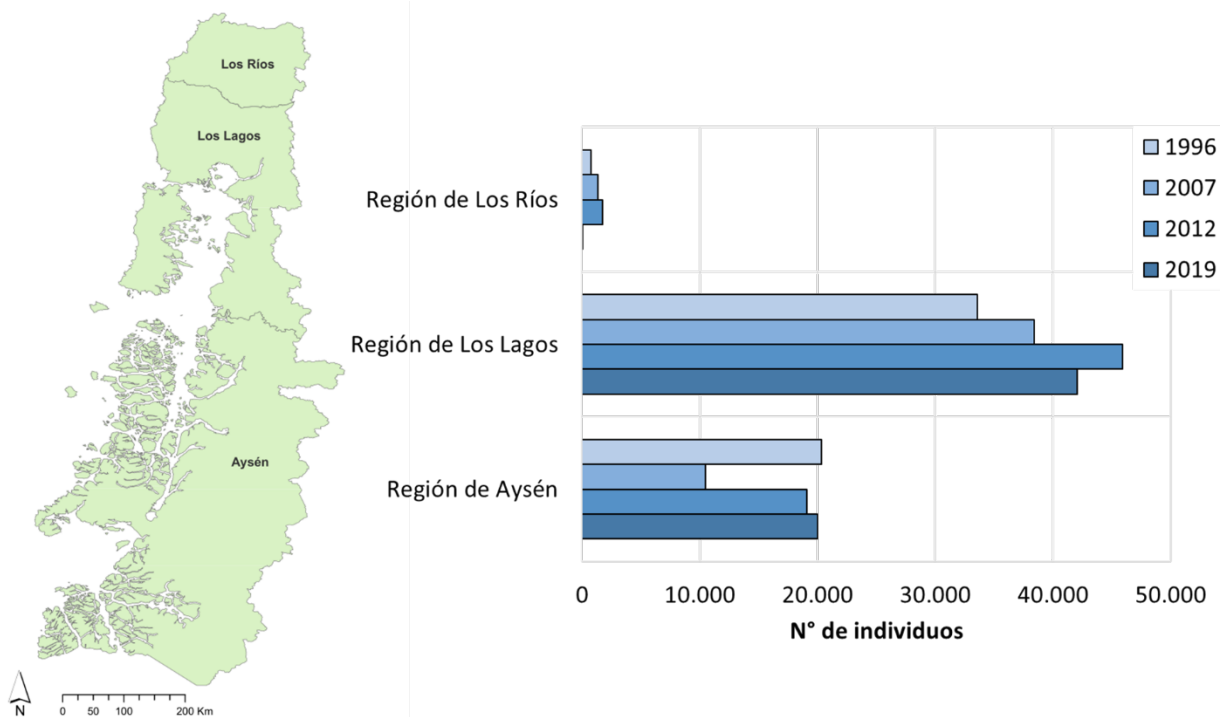 Los Ríos
Los Lagos
Aysén
N
0 50 100 200 Km
Región de Los Ríos
Región de Los Lagos
Región de Aysén
1996
2007
2012
2019
0 10.000 20.000 30.000 40.000 50.000
N° de individuos